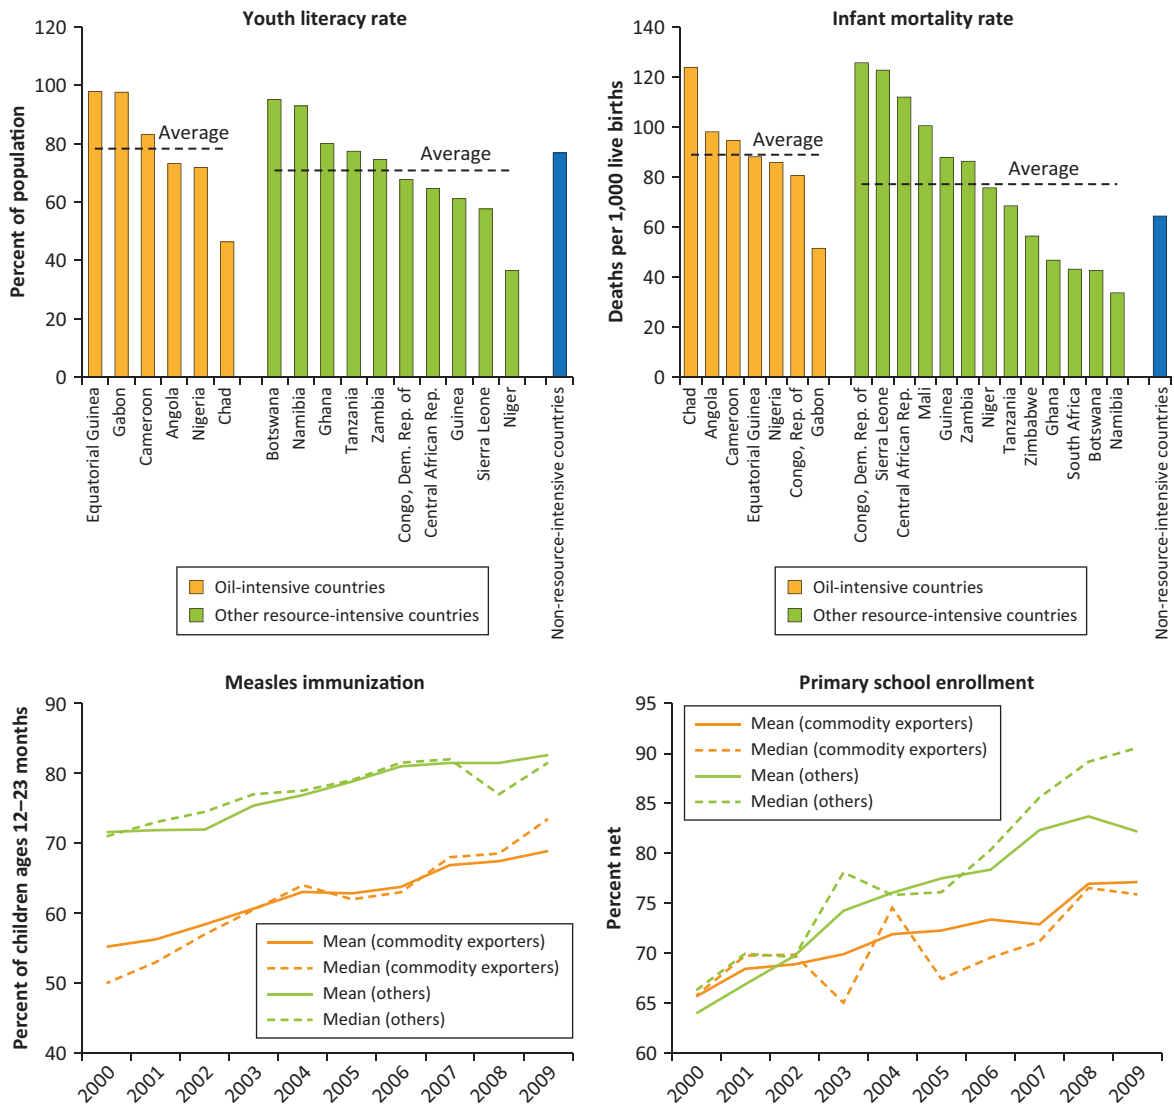 Youth literacy rate
Percent of population
120
100
80
60
40
20
0
Average
Average
Equatorial Guinea
Gabon
Cameroon
Angola
Nigeria
Chad
Botswana
Namibia
Ghana
Tanzania
Zambia
Congo, Dem. Rep. of
Central African Rep.
Guinea
Sierra Leone
Niger
Non-resource-intensive countries
Oil-intensive countries
Other resource-intensive countries
Infant mortality rate
Deaths per 1,000 live births
140
120
100
80
60
40
20
0
Average
Average
Chad
Angola
Cameroon
Equatorial Guinea
Nigeria
Congo, Rep. of
Gabon
Congo, Dem. Rep. of
Sierra Leone
Central African Rep.
Mali
Guinea
Zambia
Niger
Tanzania
Zimbabwe
Ghana
South Africa
Botswana
Namibia
Non-resource-intensive countries
Oil-intensive countries
Other resource-intensive countries
Measles immunization
Percent of children ages 12–23 months
90
80
70
60
50
40
Mean (commodity exporters)
Median (commodity exporters)
Mean (others)
Median (others)
2000
2001
2002
2003
2004
2005
2006
2007
2008
2009
Primary school enrollment
Percent net
95
90
85
80
75
70
65
60
Mean (commodity exporters)
Median (commodity exporters)
Mean (others)
Median (others)
2000
2001
2002
2003
2004
2005
2006
2007
2008
2009